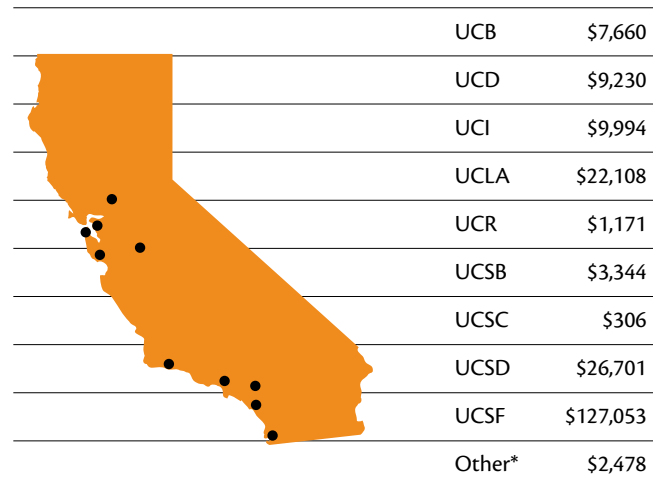 UCB $7,660
UCD $9,230
UCI $9,994
UCLA $22,108
UCR $1,171
UCSB $3,344
UCSC $306
UCSD $26,701
UCSF $127,053
Other* $2,478